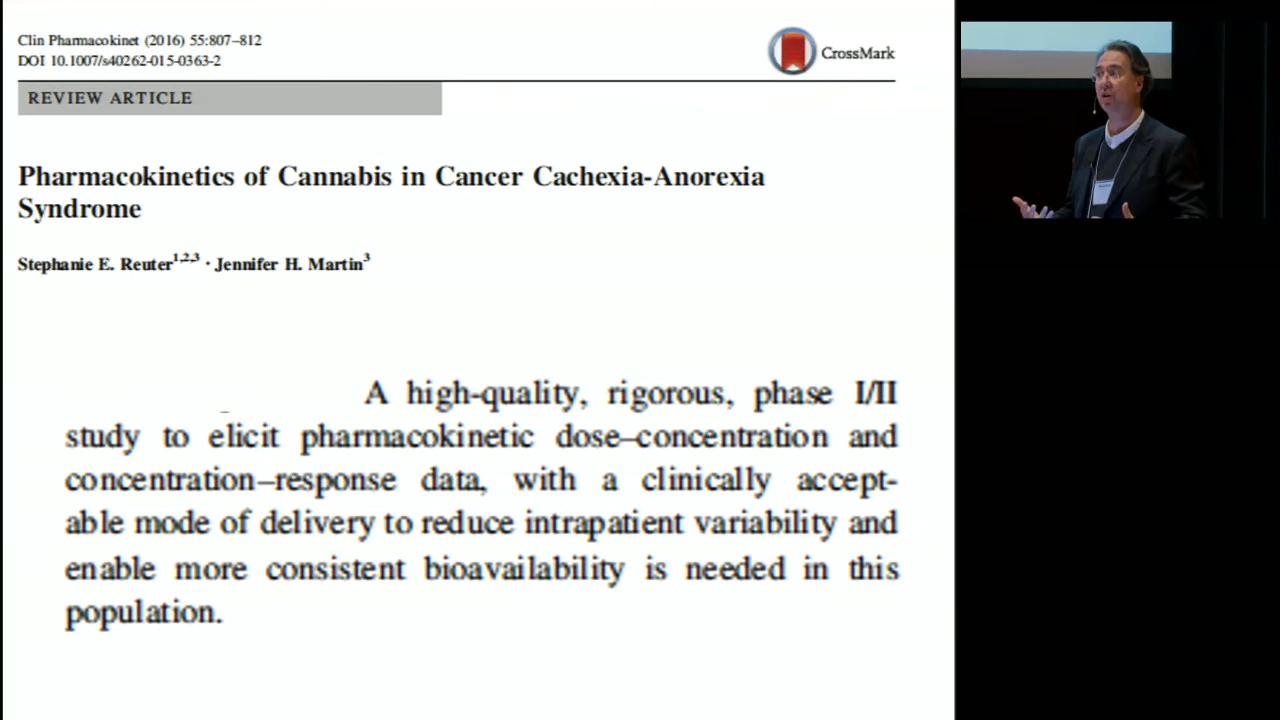 Clin Pharmacokinet (2016) 55:807–812
DOI 10.1007/s40262-015-0363-2
CrossMark
REVIEW ARTICLE
Pharmacokinetics of Cannabis in Cancer Cachexia-Anorexia
Syndrome
Stephanie E. Reuter1,2,3 · Jennifer H. Martin3
A high-quality, rigorous, phase I/II
study to elicit pharmacokinetic dose–concentration and
concentration–response data, with a clinically accept-
able mode of delivery to reduce intrapatient variability and
enable more consistent bioavailability is needed in this
population.